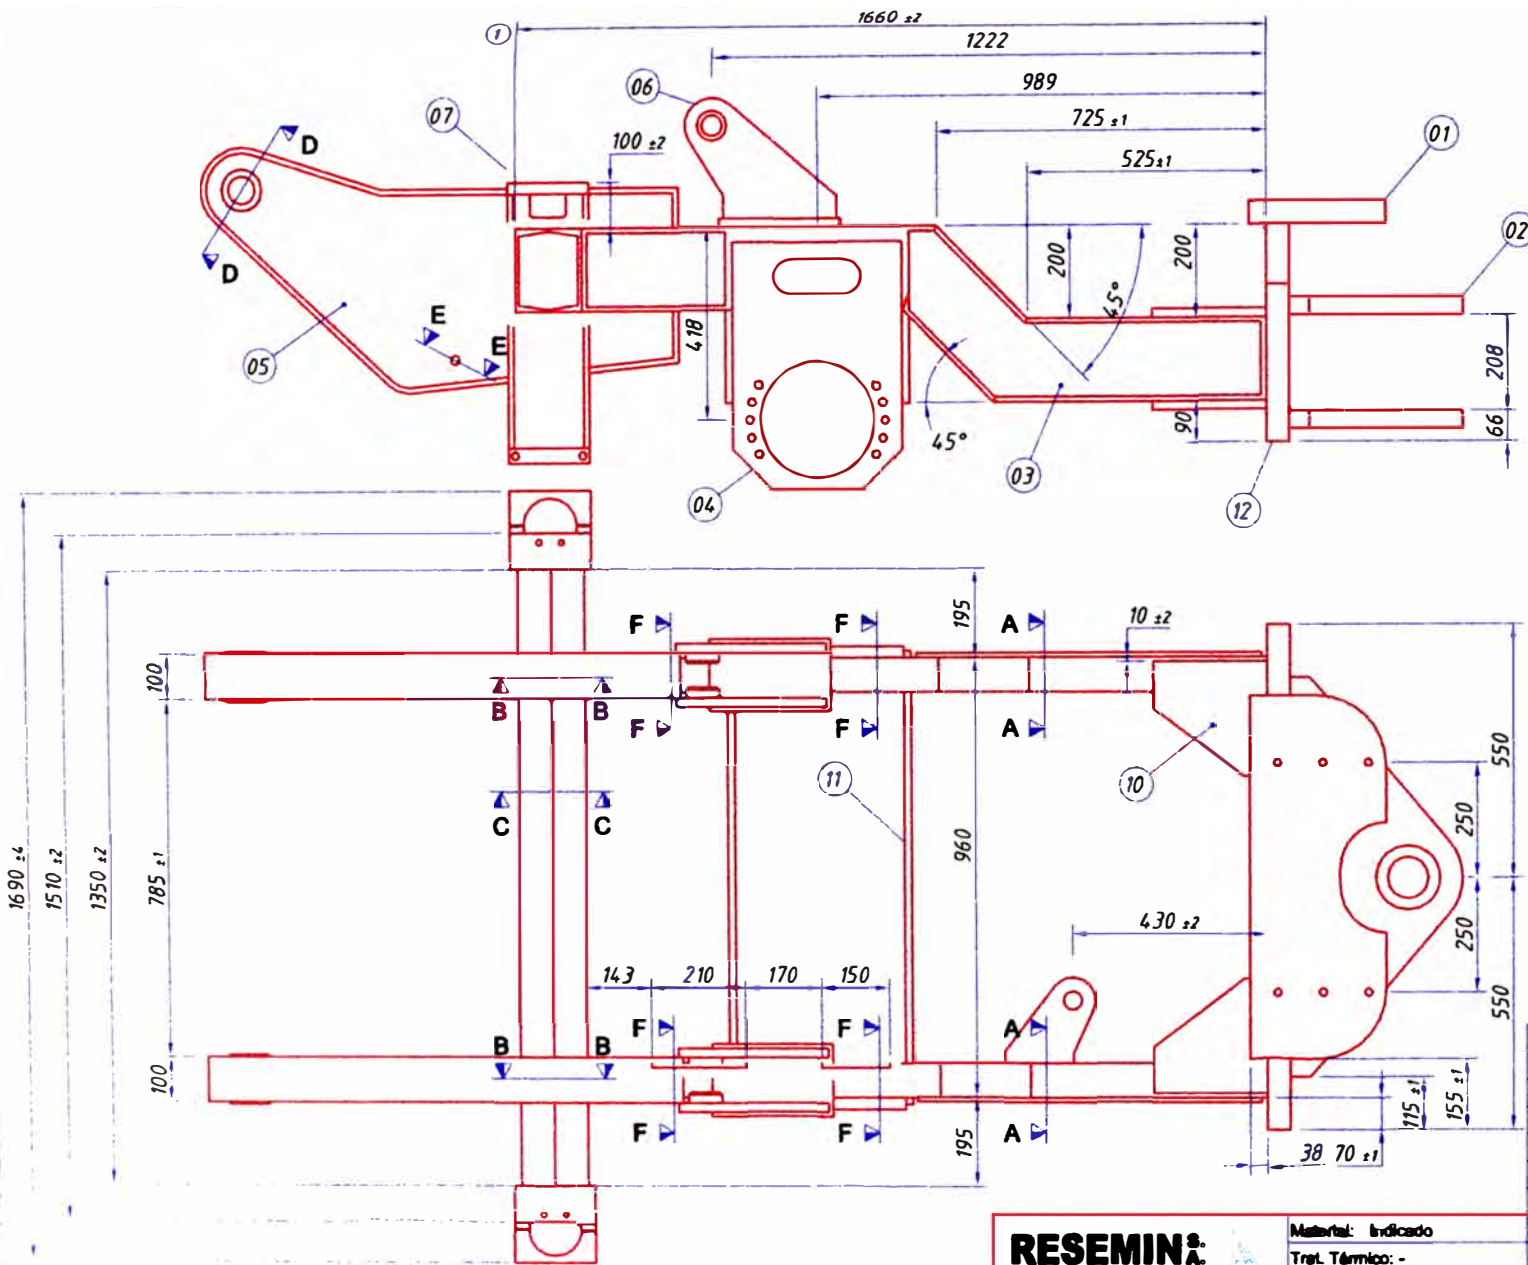 1660 ±2
1
1222
06
989
07
725 ±1
01
100 ±2
D
525±1
02
200
200
D
45°
E
E
418
208
05
90
66
45°
03
04
12
195
10 ±2
F
F
A
100
B
B
F
F
A
550
11
10
C
C
250
1690 ±4
1510 ±2
1350 ±2
785 ±1
960
430 ±2
250
143
210
170
150
550
F
F
A
B
B
100
115 ±1
155 ±1
F
F
A
195
38
70 ±1
RESEMIN S.A.
Material: Indicado
Trat. Térmico: -